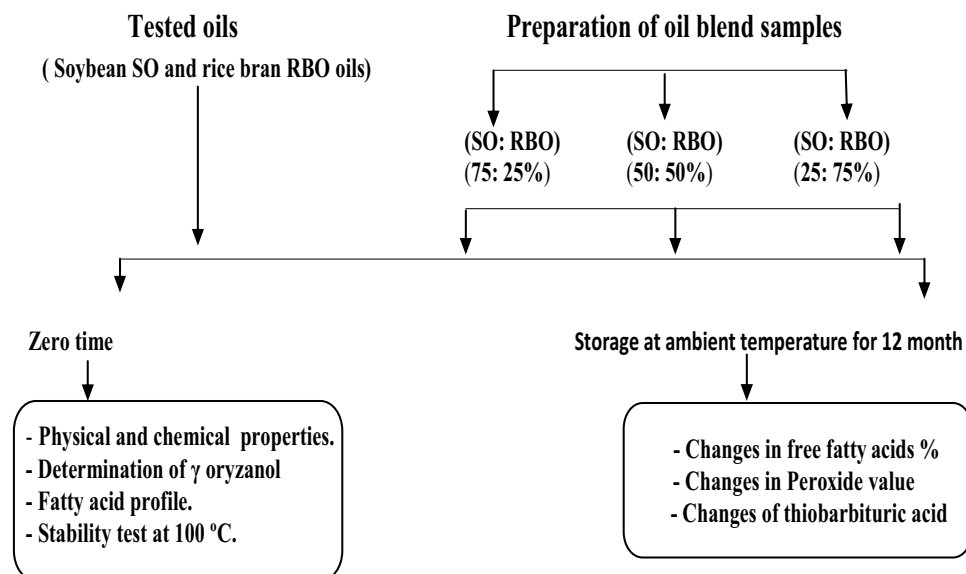 Tested oils
( Soybean SO and rice bran RBO oils)
Preparation of oil blend samples
(SO: RBO)
(75: 25%)
(SO: RBO)
(50: 50%)
(SO: RBO)
(25: 75%)
Zero time
- Physical and chemical properties.
- Determination of γ oryzanol
- Fatty acid profile.
- Stability test at 100 ºC.
Storage at ambient temperature for 12 month
- Changes in free fatty acids %
- Changes in Peroxide value
- Changes of thiobarbituric acid